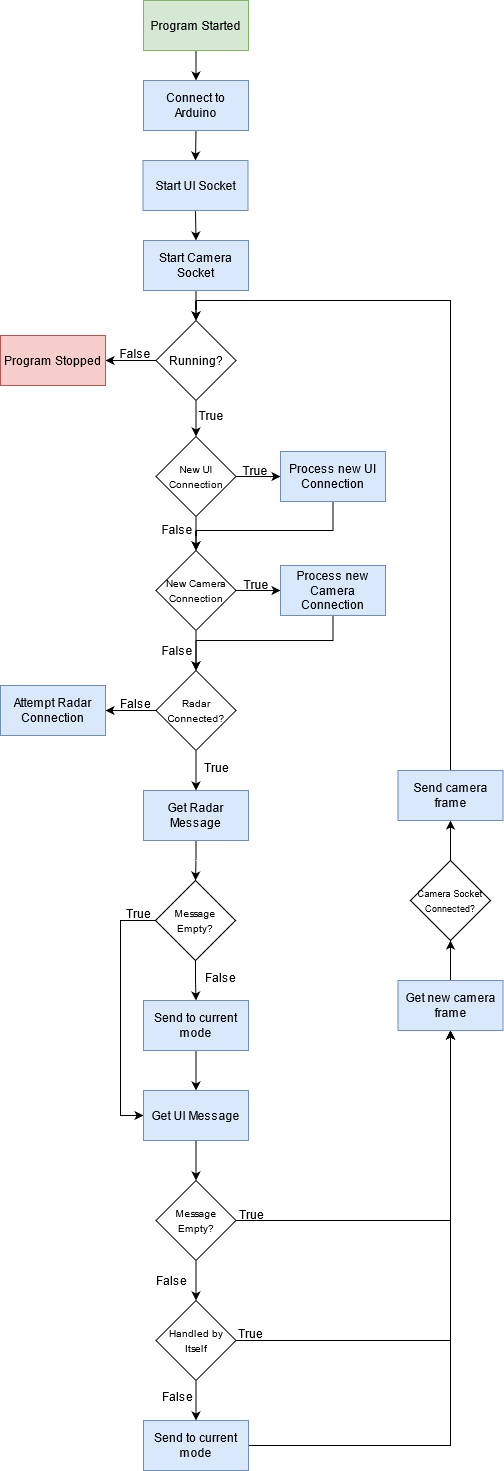 Program Started
Connect to
Arduino
Start UI Socket
Start Camera
Socket
Program Stopped
False
Running?
True
New UI
Connection
True
Process new UI
Connection
False
New Camera
Connection
True
Process new
Camera
Connection
False
Attempt Radar
Connection
False
Radar
Connected?
True
Get Radar
Message
True
Message
Empty?
False
Send to current
mode
Get UI Message
Message
Empty?
True
False
Handled by
Itself
True
False
Send to current
mode
Get new camera
frame
Camera Socket
Connected?
Send camera
frame